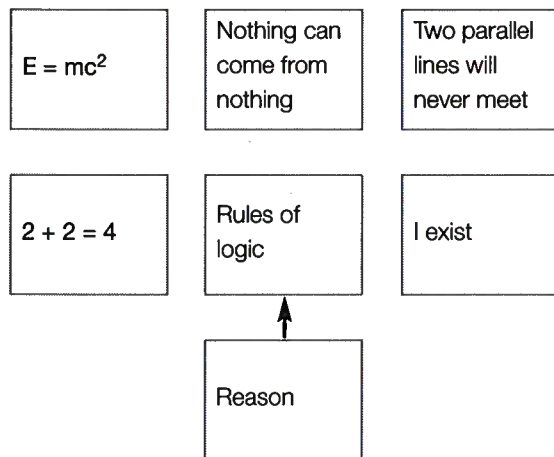 E = mc²
Nothing can
come from
nothing
Two parallel
lines will
never meet
2 + 2 = 4
Rules of
logic
I exist
Reason